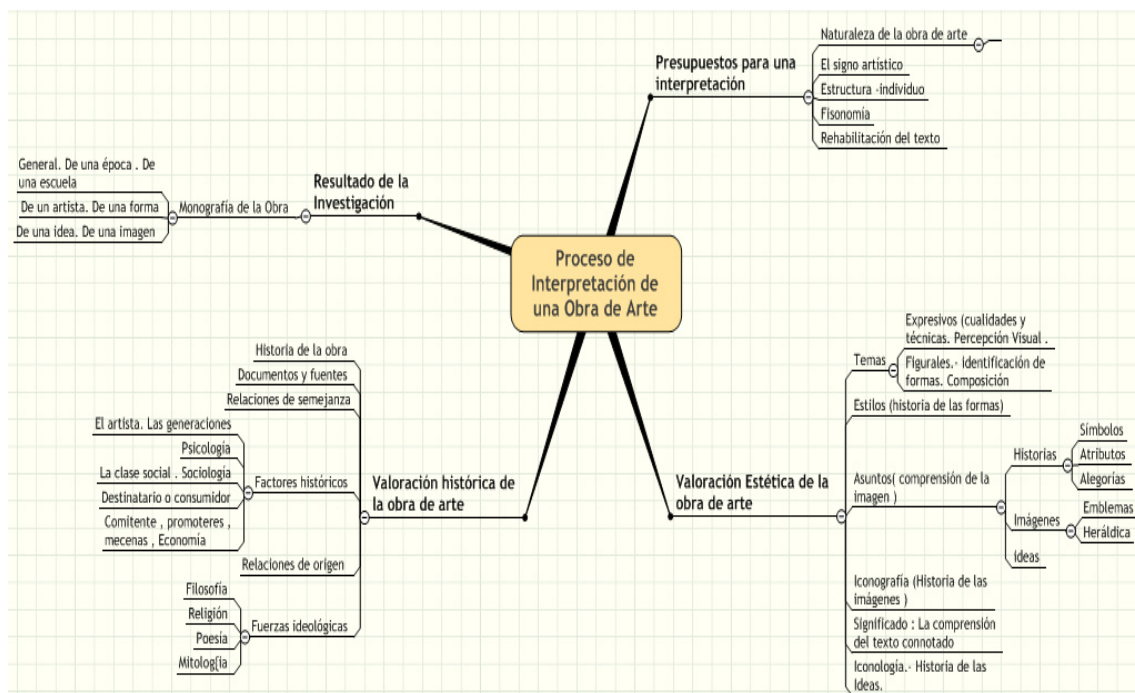 Proceso de
Interpretación de
una Obra de Arte
Presupuestos para una
interpretación
Naturaleza de la obra de arte
El signo artístico
Estructura -individuo
Fisonomía
Rehabilitación del texto
Resultado de la
Investigación
Monografía de la Obra
General. De una época . De
una escuela
De un artista. De una forma
De una idea. De una imagen
Valoración histórica de
la obra de arte
Historia de la obra
Documentos y fuentes
Relaciones de semejanza
Factores históricos
El artista. Las generaciones
Psicología
La clase social . Sociología
Destinatario o consumidor
Comitente , promoteres ,
mecenas , Economía
Relaciones de origen
Fuerzas ideológicas
Filosofía
Religión
Poesía
Mitolog{ia
Valoración Estética de la
obra de arte
Temas
Expresivos (cualidades y
técnicas. Percepción Visual .
Figurales.- Identificación de
formas. Composición
Estilos (historia de las formas)
Asuntos( comprensión de la
imagen )
Historias
Símbolos
Atributos
Alegorías
Imágenes
Emblemas
Heráldica
Ideas
Iconografía (Historia de las
imágenes )
Significado : La comprensión
del texto connotado
Iconología.- Historia de las
Ideas.